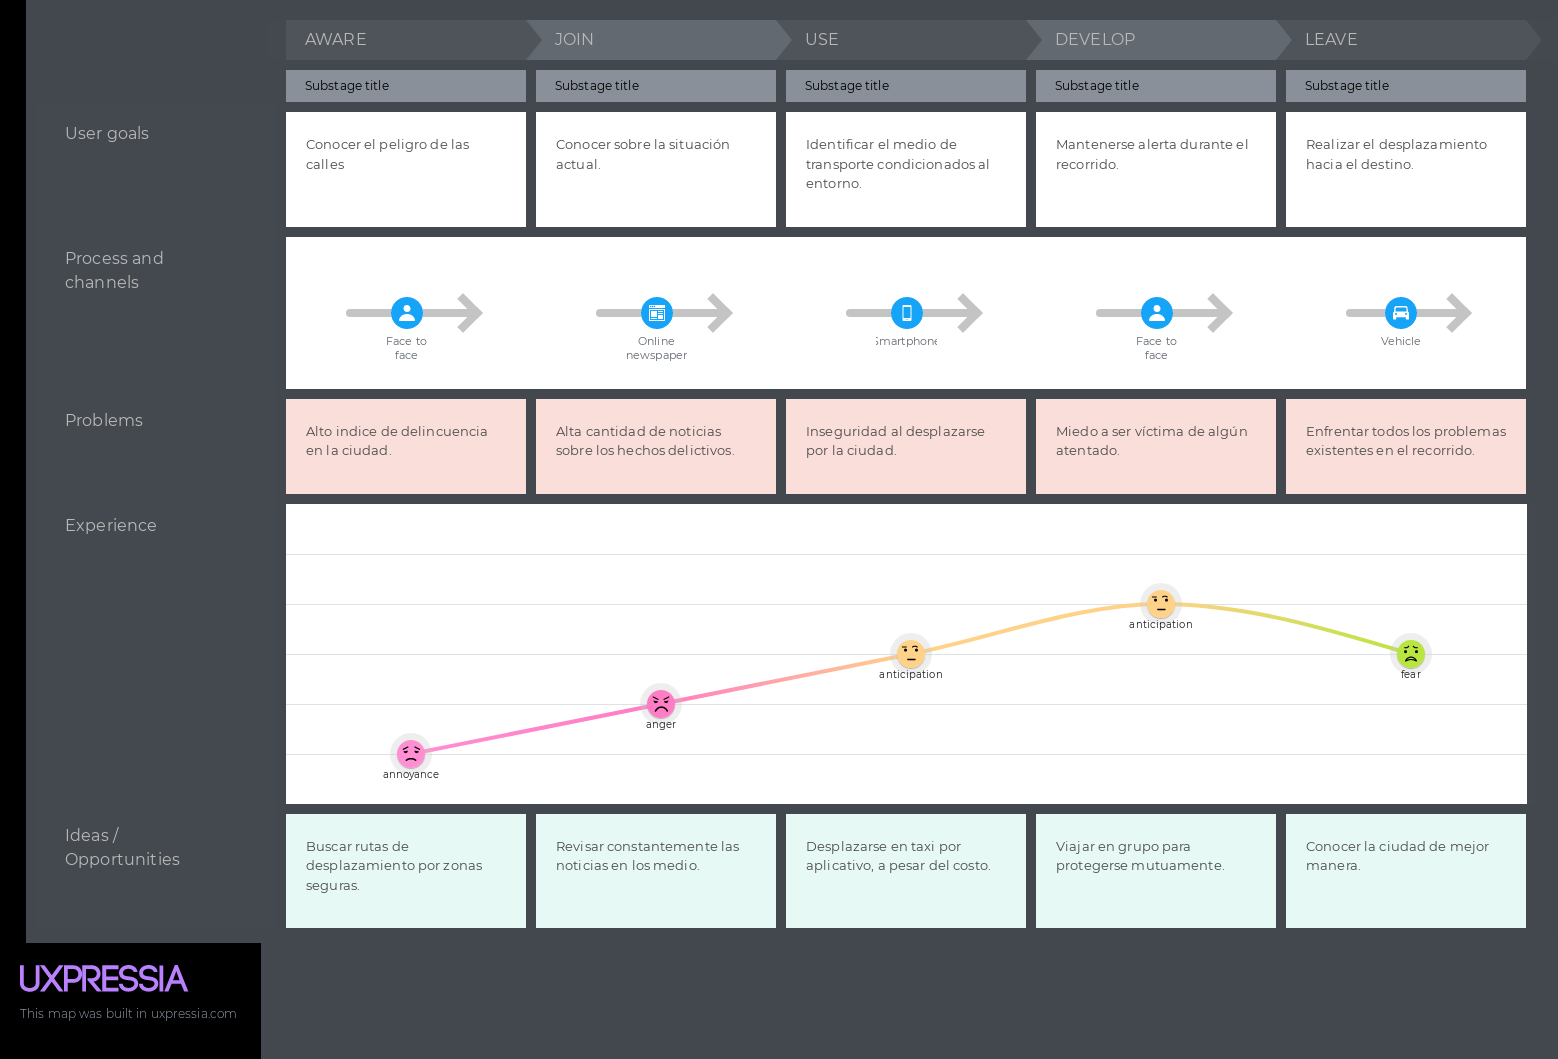 AWARE
JOIN
USE
DEVELOP
LEAVE
Substage title
Substage title
Substage title
Substage title
Substage title
User goals
Conocer el peligro de las
calles
Conocer sobre la situación
actual.
Identificar el medio de
transporte condicionados al
entorno.
Mantenerse alerta durante el
recorrido.
Realizar el desplazamiento
hacia el destino.
Process and
channels
Face to
face
Online
newspaper
Smartphone
Face to
face
Vehicle
Problems
Alto indice de delincuencia
en la ciudad.
Alta cantidad de noticias
sobre los hechos delictivos.
Inseguridad al desplazarse
por la ciudad.
Miedo a ser víctima de algún
atentado.
Enfrentar todos los problemas
existentes en el recorrido.
Experience
annoyance
anger
anticipation
anticipation
fear
Ideas /
Opportunities
Buscar rutas de
desplazamiento por zonas
seguras.
Revisar constantemente las
noticias en los medio.
Desplazarse en taxi por
aplicativo, a pesar del costo.
Viajar en grupo para
protegerse mutuamente.
Conocer la ciudad de mejor
manera.
UXPRESSIA
This map was built in uxpressia.com